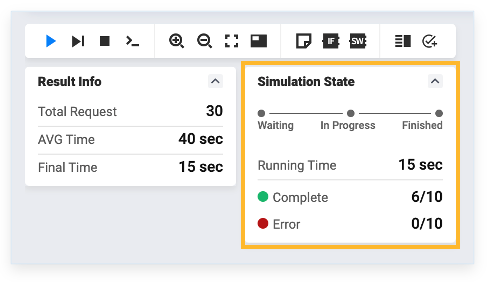 IF
SW
Result Info
Total Request 30
AVG Time 40 sec
Final Time 15 sec
Simulation State
Waiting In Progress Finished
Running Time 15 sec
Complete 6/10
Error 0/10